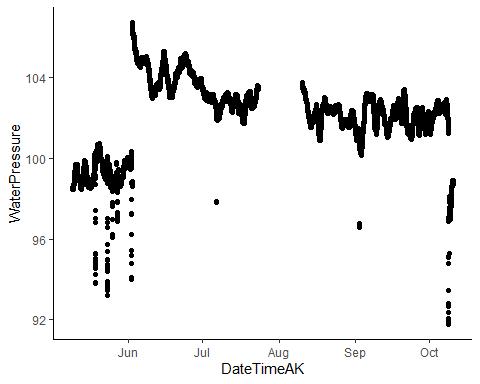 WaterPressure
104
100
96
92
Jun
Jul
Aug
Sep
Oct
DateTimeAK